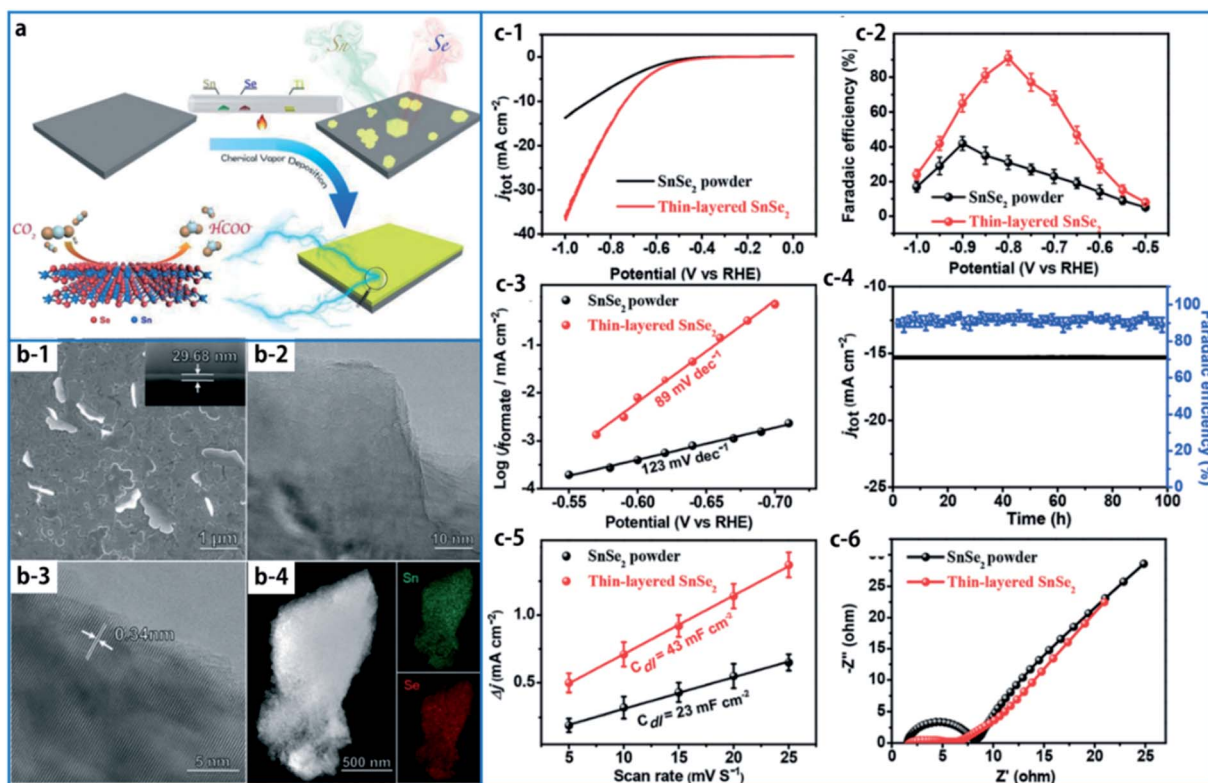 a
Sn
Se
Sn Se Ti
Chemical Vapor Deposition
CO2
HCOO-
Se Sn
b-1
29.68 nm
1 μm
b-2
10 nm
b-3
0.34nm
5 nm
b-4
500 nm
Sn
Se
c-1
jtot (mA cm⁻²)
0
-10
-20
-30
-40
SnSe2 powder
Thin-layered SnSe2
-1.0 -0.8 -0.6 -0.4 -0.2 0.0
Potential (V vs RHE)
c-2
Faradaic efficiency (%)
80
60
40
20
0
SnSe2 powder
Thin-layered SnSe2
-1.0 -0.9 -0.8 -0.7 -0.6 -0.5
Potential (V vs RHE)
c-3
Log (jformate / mA cm⁻²)
0
-1
-2
-3
-4
SnSe2 powder
Thin-layered SnSe2
89 mV dec⁻¹
123 mV dec⁻¹
-0.55 -0.60 -0.65 -0.70
Potential (V vs RHE)
c-4
jtot (mA cm⁻²)
-10
-15
-20
-25
100
80
60
40
20
0
Faradaic efficiency (%)
0 20 40 60 80 100
Time (h)
c-5
Δj (mA cm⁻²)
1.0
0.5
SnSe2 powder
Thin-layered SnSe2
Cdl = 43 mF cm⁻²
Cdl = 23 mF cm⁻²
5 10 15 20 25
Scan rate (mV S⁻¹)
c-6
-Z'' (ohm)
25
20
15
10
5
0
SnSe2 powder
Thin-layered SnSe2
0 5 10 15 20 25
Z' (ohm)